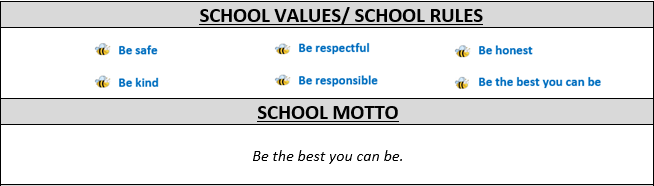 SCHOOL VALUES/ SCHOOL RULES
Be safe
Be respectful
Be honest
Be kind
Be responsible
Be the best you can be
SCHOOL MOTTO
Be the best you can be.